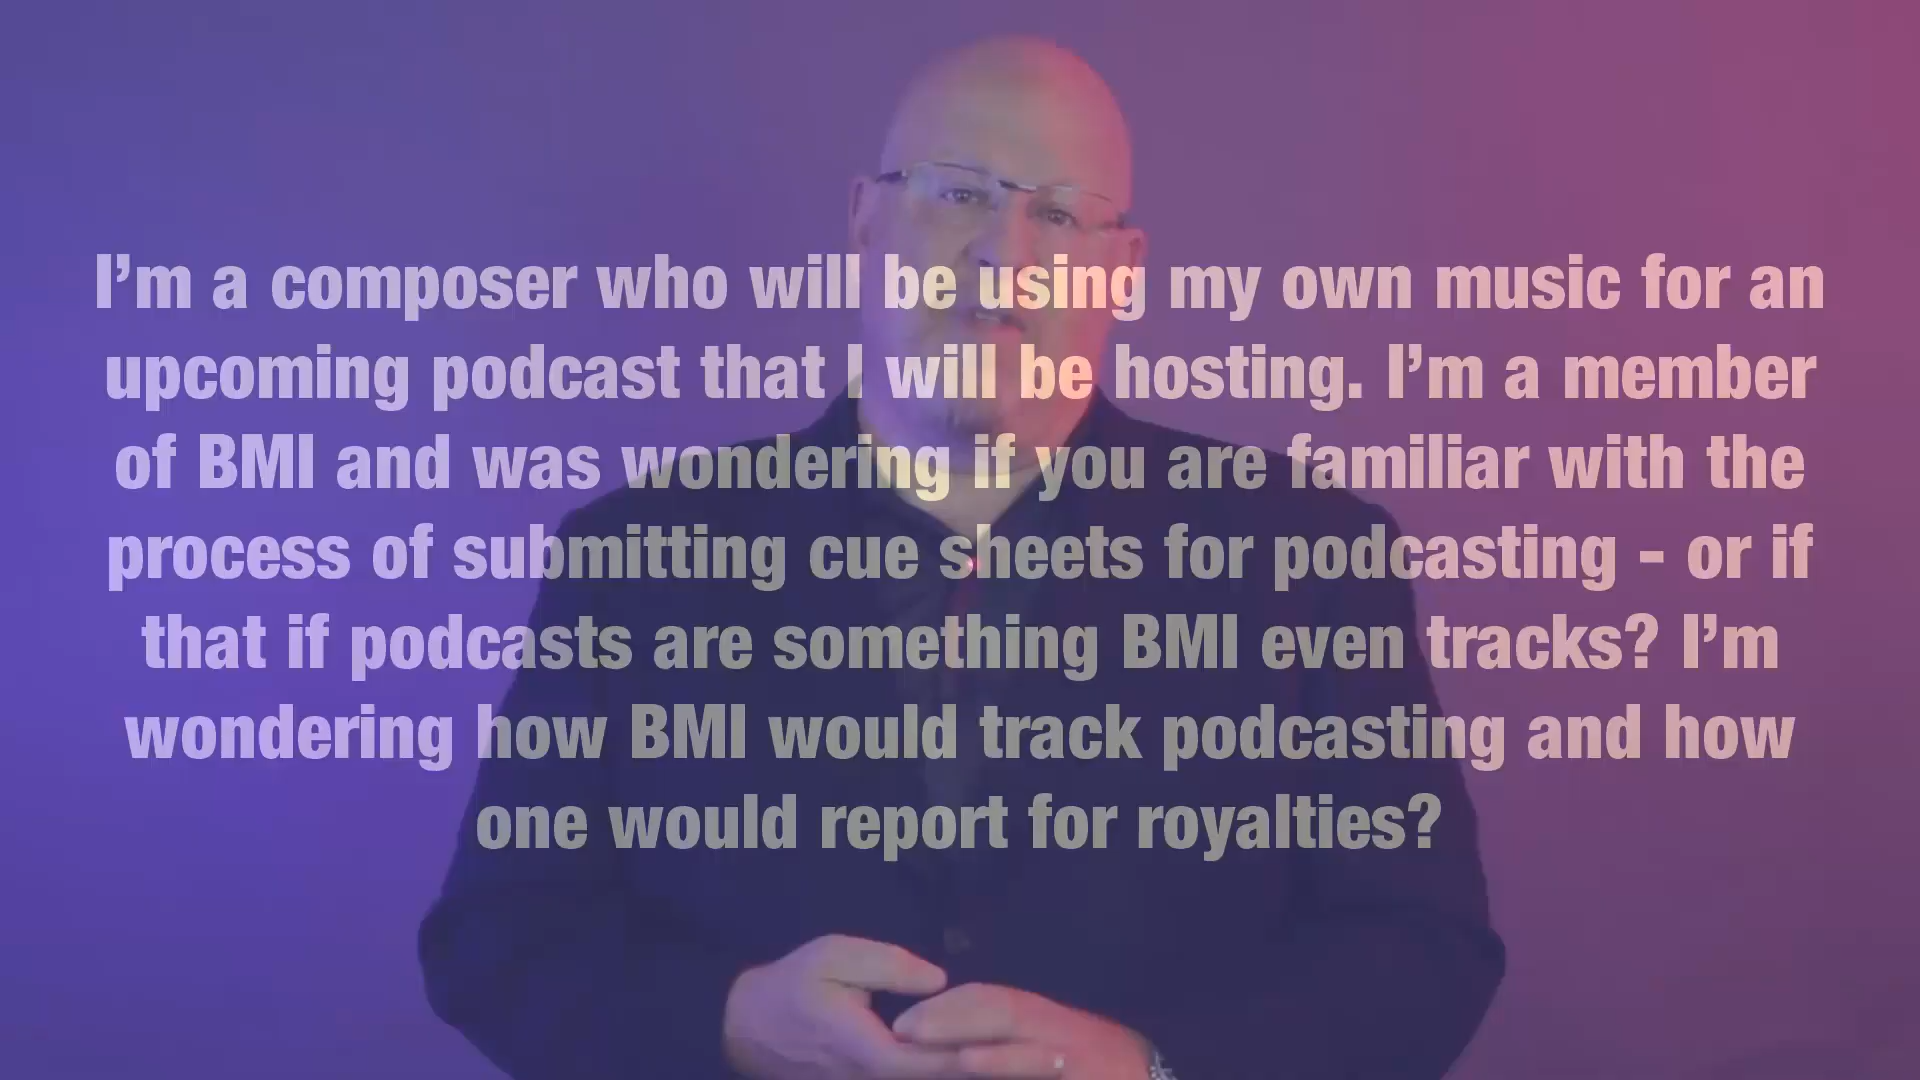 I’m a composer who will be using my own music for an
upcoming podcast that I will be hosting. I’m a member
of BMI and was wondering if you are familiar with the
process of submitting cue sheets for podcasting - or if
that if podcasts are something BMI even tracks? I’m
wondering how BMI would track podcasting and how
one would report for royalties?